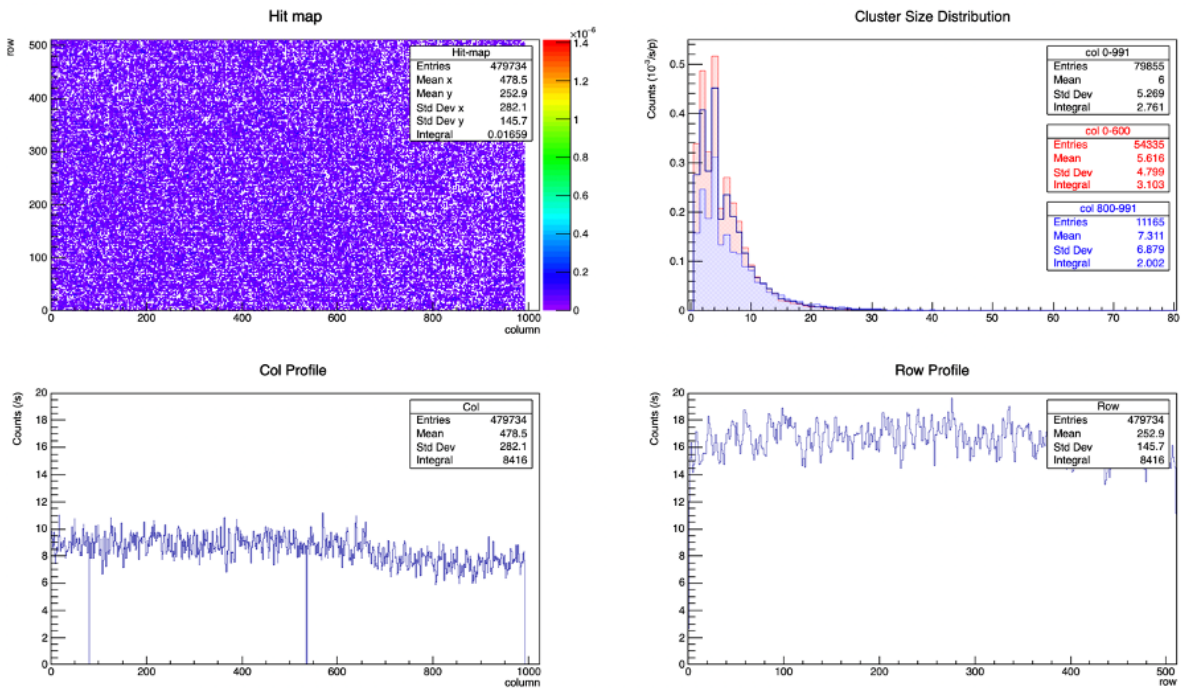 Hit map
×10⁻⁶
row
500
400
300
200
100
0
Hit-map
Entries 479734
Mean x 478.5
Mean y 252.9
Std Dev x 282.1
Std Dev y 145.7
Integral 0.01659
1.4
1.2
1
0.8
0.6
0.4
0.2
0
0 200 400 600 800 1000
column
Cluster Size Distribution
Counts (10⁻³/s/p)
0.5
0.4
0.3
0.2
0.1
0
col 0-991
Entries 79855
Mean 6
Std Dev 5.269
Integral 2.761
col 0-600
Entries 54335
Mean 5.616
Std Dev 4.799
Integral 3.103
col 800-991
Entries 11165
Mean 7.311
Std Dev 6.879
Integral 2.002
0 10 20 30 40 50 60 70 80
Col Profile
Counts (/s)
20
18
16
14
12
10
8
6
4
2
0
Col
Entries 479734
Mean 478.5
Std Dev 282.1
Integral 8416
0 200 400 600 800 1000
column
Row Profile
Counts (/s)
20
18
16
14
12
10
8
6
4
2
0
Row
Entries 479734
Mean 252.9
Std Dev 145.7
Integral 8416
0 100 200 300 400 500
row